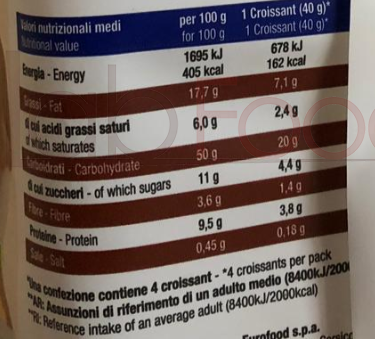 Valori nutrizionali medi per 100 g 1 Croissant (40 g)*
Nutritional value for 100 g 1 Croissant (40 g)*
1695 kJ 678 kJ
Energia - Energy 405 kcal 162 kcal
Grassi - Fat 17,7 g 7,1 g
di cui acidi grassi saturi 6,0 g 2,4 g
of which saturates
Carboidrati - Carbohydrate 50 g 20 g
di cui zuccheri - of which sugars 11 g 4,4 g
Fibre - Fibre 3,6 g 1,4 g
Proteine - Protein 9,5 g 3,8 g
Sale - Salt 0,45 g 0,18 g
*Una confezione contiene 4 croissant - *4 croissants per pack
**AR: Assunzioni di riferimento di un adulto medio (8400kJ/200
**RI: Reference intake of an average adult (8400kJ/2000kcal)
Eurofood s.p.a.